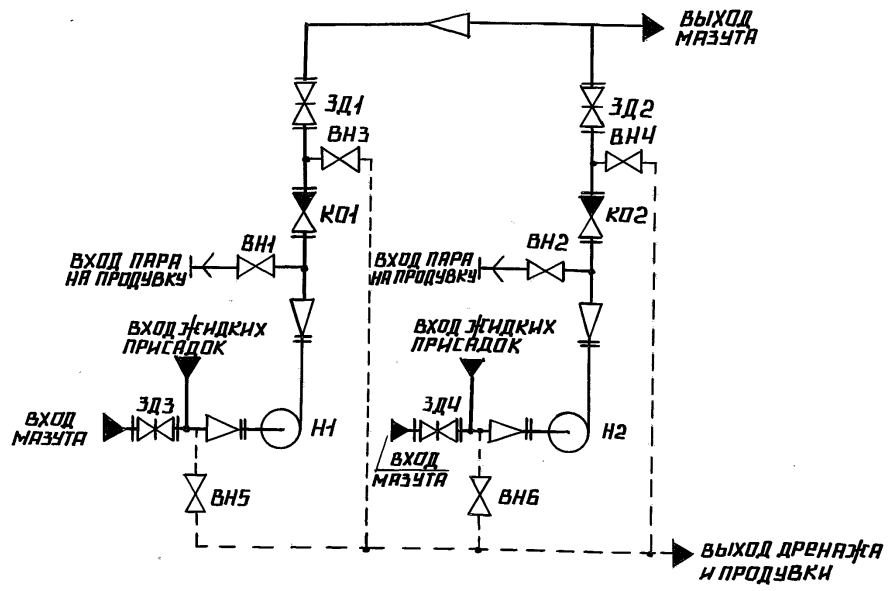 ВЫХОД
МАЗУТА
ЗД1
ЗД2
ВН3
ВН4
КО1
КО2
ВН1
ВН2
ВХОД ПАРА
НА ПРОДУВКУ
ВХОД ПАРА
НА ПРОДУВКУ
ВХОД ЖИДКИХ
ПРИСАДОК
ВХОД ЖИДКИХ
ПРИСАДОК
ЗД3
ЗД4
ВХОД
МАЗУТА
Н1
Н2
ВХОД
МАЗУТА
ВН5
ВН6
ВЫХОД ДРЕНАЖА
И ПРОДУВКИ